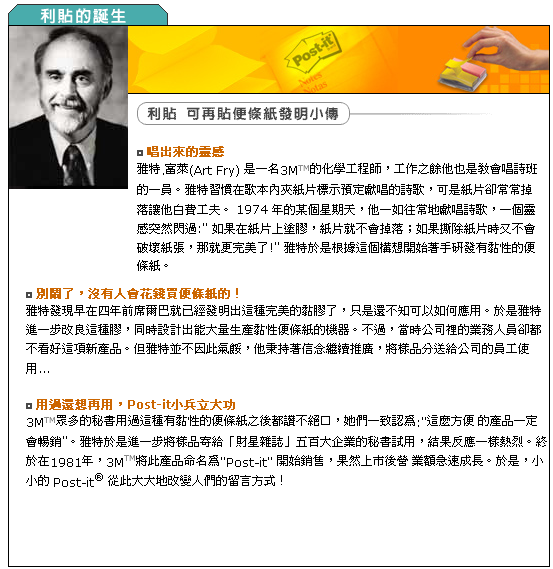 利貼的誕生
Post-it
Notes
Notas
利貼 可再貼便條紙發明小傳
唱出來的靈感
雅特.富萊(Art Fry) 是一名3M™的化學工程師，工作之餘他也是教會唱詩班
的一員。雅特習慣在歌本內夾紙片標示預定獻唱的詩歌，可是紙片卻常常掉
落讓他白費工夫。 1974 年的某個星期天，他一如往常地獻唱詩歌，一個靈
感突然閃過:" 如果在紙片上塗膠，紙片就不會掉落；如果撕除紙片時又不會
破壞紙張，那就更完美了!" 雅特於是根據這個構想開始著手研發有黏性的便
條紙。
別鬧了，沒有人會花錢買便條紙的！
雅特發現早在四年前席爾巴就已經發明出這種完美的黏膠了，只是還不知可以如何應用。於是雅特
進一步改良這種膠，同時設計出能大量生產黏性便條紙的機器。不過，當時公司裡的業務人員卻都
不看好這項新產品。但雅特並不因此氣餒，他秉持著信念繼續推廣，將樣品分送給公司的員工使
用...
用過還想再用，Post-it小兵立大功
3M™眾多的秘書用過這種有黏性的便條紙之後都讚不絕口，她們一致認為;"這麼方便 的產品一定
會暢銷"。雅特於是進一步將樣品寄給「財星雜誌」五百大企業的秘書試用，結果反應一樣熱烈。終
於在1981年，3M™將此產品命名為"Post-it" 開始銷售，果然上市後營 業額急速成長。於是，小
小的 Post-it® 從此大大地改變人們的留言方式！